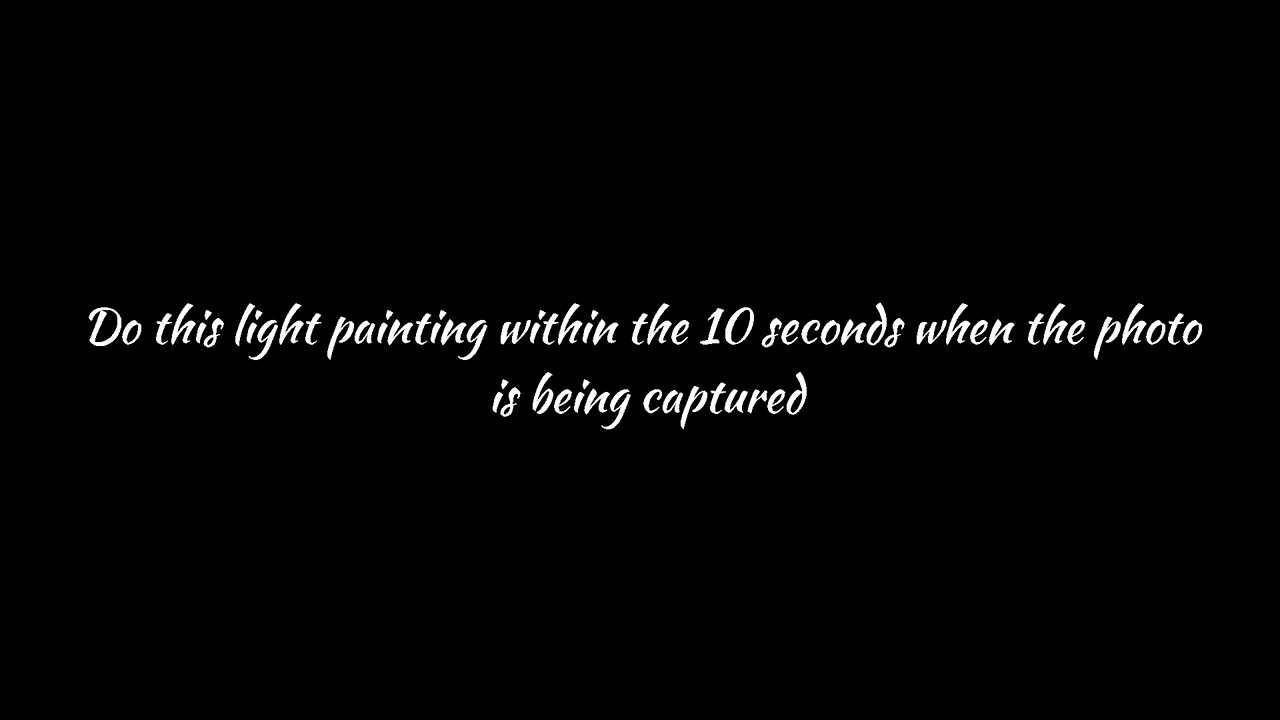 Do this light painting within the 10 seconds when the photo
is being captured